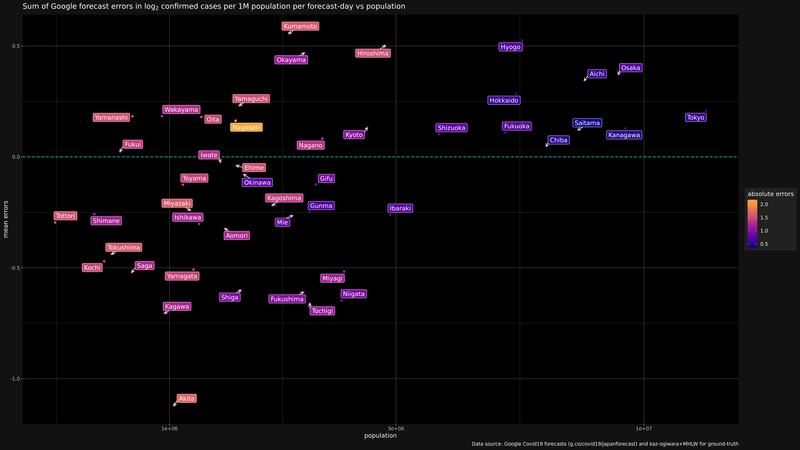 Sum of Google forecast errors in log₂ confirmed cases per 1M population per forecast-day vs population
mean errors
0.5
0.0
-0.5
-1.0
Kumamoto
Hiroshima
Okayama
Hyogo
Osaka
Aichi
Yamaguchi
Hokkaido
Wakayama
Yamanashi
Oita
Nagasaki
Tokyo
Saitama
Fukuoka
Shizuoka
Kyoto
Kanagawa
Chiba
Fukui
Nagano
Iwate
Ehime
Toyama
Okinawa
Gifu
Kagoshima
Miyazaki
Gunma
Ibaraki
Tottori
Shimane
Ishikawa
Mie
Aomori
Tokushima
Kochi
Saga
Yamagata
Miyagi
Shiga
Fukushima
Niigata
Kagawa
Tochigi
Akita
1e+06
3e+06
1e+07
population
absolute errors
2.0
1.5
1.0
0.5
Data source: Google Covid19 forecasts (g.co/covid19/japanforecast) and kaz-ogiwara+MHLW for ground-truth